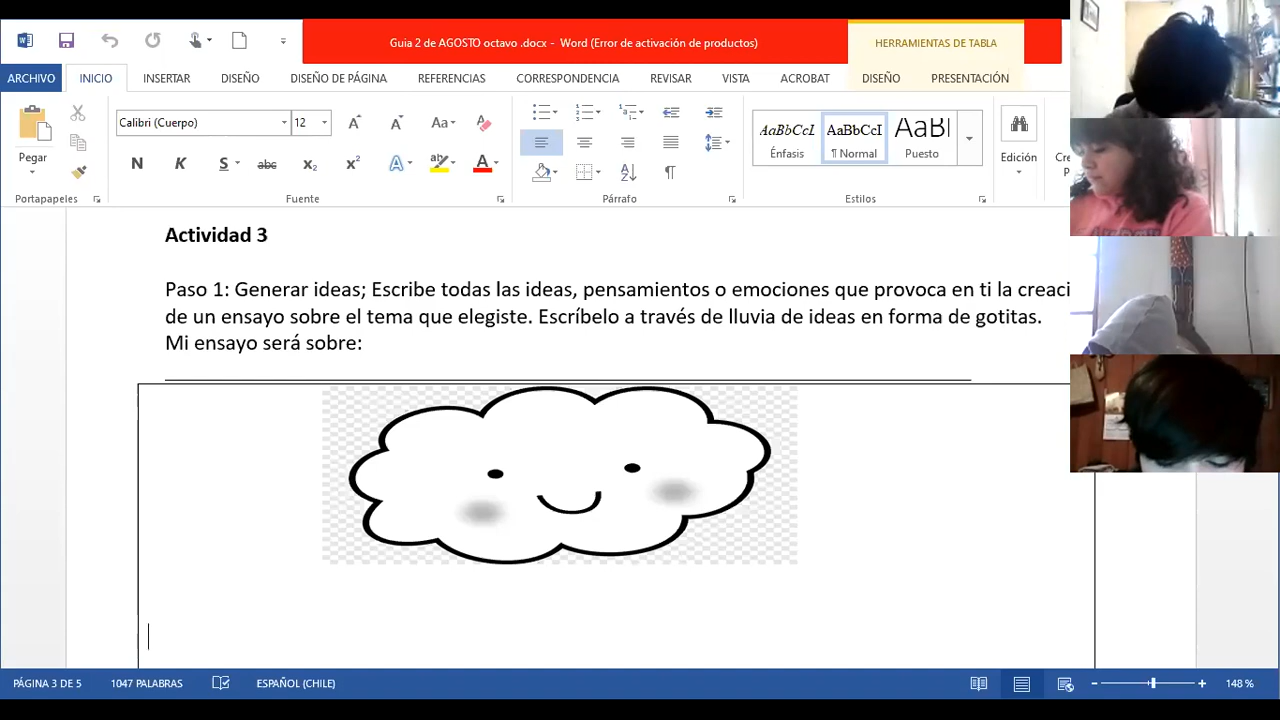 Guia 2 de AGOSTO octavo .docx - Word (Error de activación de productos)
HERRAMIENTAS DE TABLA
ARCHIVO INICIO INSERTAR DISEÑO DISEÑO DE PÁGINA REFERENCIAS CORRESPONDENCIA REVISAR VISTA ACROBAT DISEÑO PRESENTACIÓN
Calibri (Cuerpo) 12
Pegar
N K S abc x₂ x² A A
AaBbCcI AaBbCcI AaBl
Énfasis ¶ Normal Puesto
Edición
Portapapeles Fuente Párrafo Estilos
Actividad 3
Paso 1: Generar ideas; Escribe todas las ideas, pensamientos o emociones que provoca en ti la creaci
de un ensayo sobre el tema que elegiste. Escríbelo a través de lluvia de ideas en forma de gotitas.
Mi ensayo será sobre:
PÁGINA 3 DE 5 1047 PALABRAS ESPAÑOL (CHILE) 148 %